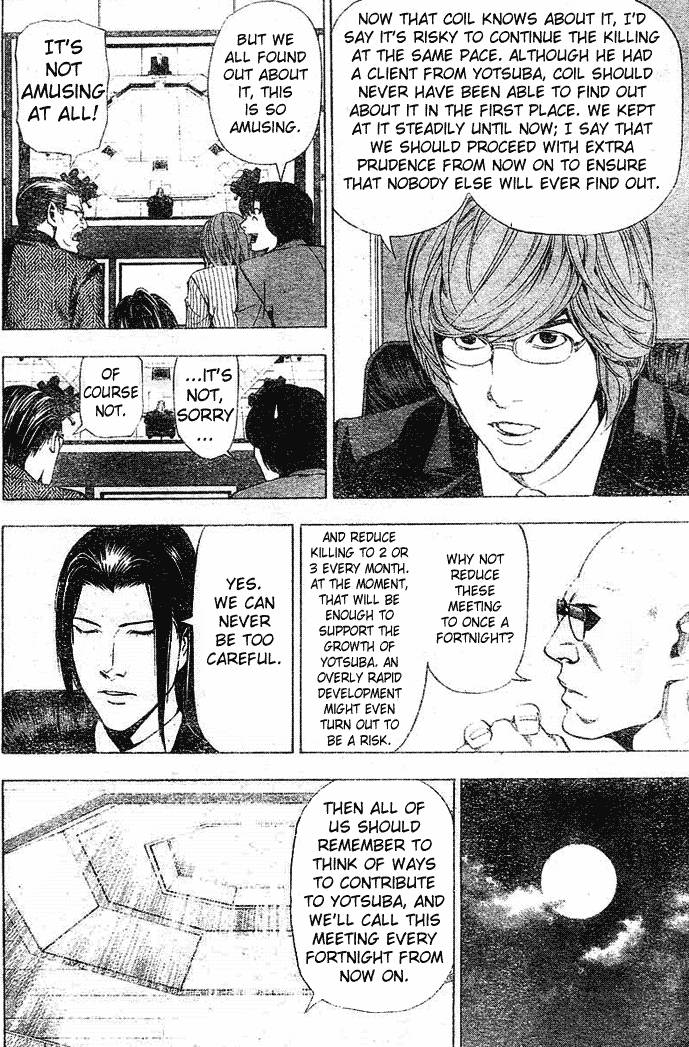 NOW THAT COIL KNOWS ABOUT IT, I'D
SAY IT'S RISKY TO CONTINUE THE KILLING
AT THE SAME PACE. ALTHOUGH HE HAD
A CLIENT FROM YOTSUBA, COIL SHOULD
NEVER HAVE BEEN ABLE TO FIND OUT
ABOUT IT IN THE FIRST PLACE. WE KEPT
AT IT STEADILY UNTIL NOW; I SAY THAT
WE SHOULD PROCEED WITH EXTRA
PRUDENCE FROM NOW ON TO ENSURE
THAT NOBODY ELSE WILL EVER FIND OUT.
BUT WE
ALL FOUND
OUT ABOUT
IT, THIS
IS SO
AMUSING.
IT'S
NOT
AMUSING
AT ALL!
...IT'S
NOT,
SORRY
...
OF
COURSE
NOT.
WHY NOT
REDUCE
THESE
MEETING
TO ONCE A
FORTNIGHT?
AND REDUCE
KILLING TO 2 OR
3 EVERY MONTH.
AT THE MOMENT,
THAT WILL BE
ENOUGH TO
SUPPORT THE
GROWTH OF
YOTSUBA. AN
OVERLY RAPID
DEVELOPMENT
MIGHT EVEN
TURN OUT TO
BE A RISK.
YES.
WE CAN
NEVER
BE TOO
CAREFUL.
THEN ALL OF
US SHOULD
REMEMBER TO
THINK OF WAYS
TO CONTRIBUTE
TO YOTSUBA, AND
WE'LL CALL THIS
MEETING EVERY
FORTNIGHT FROM
NOW ON.